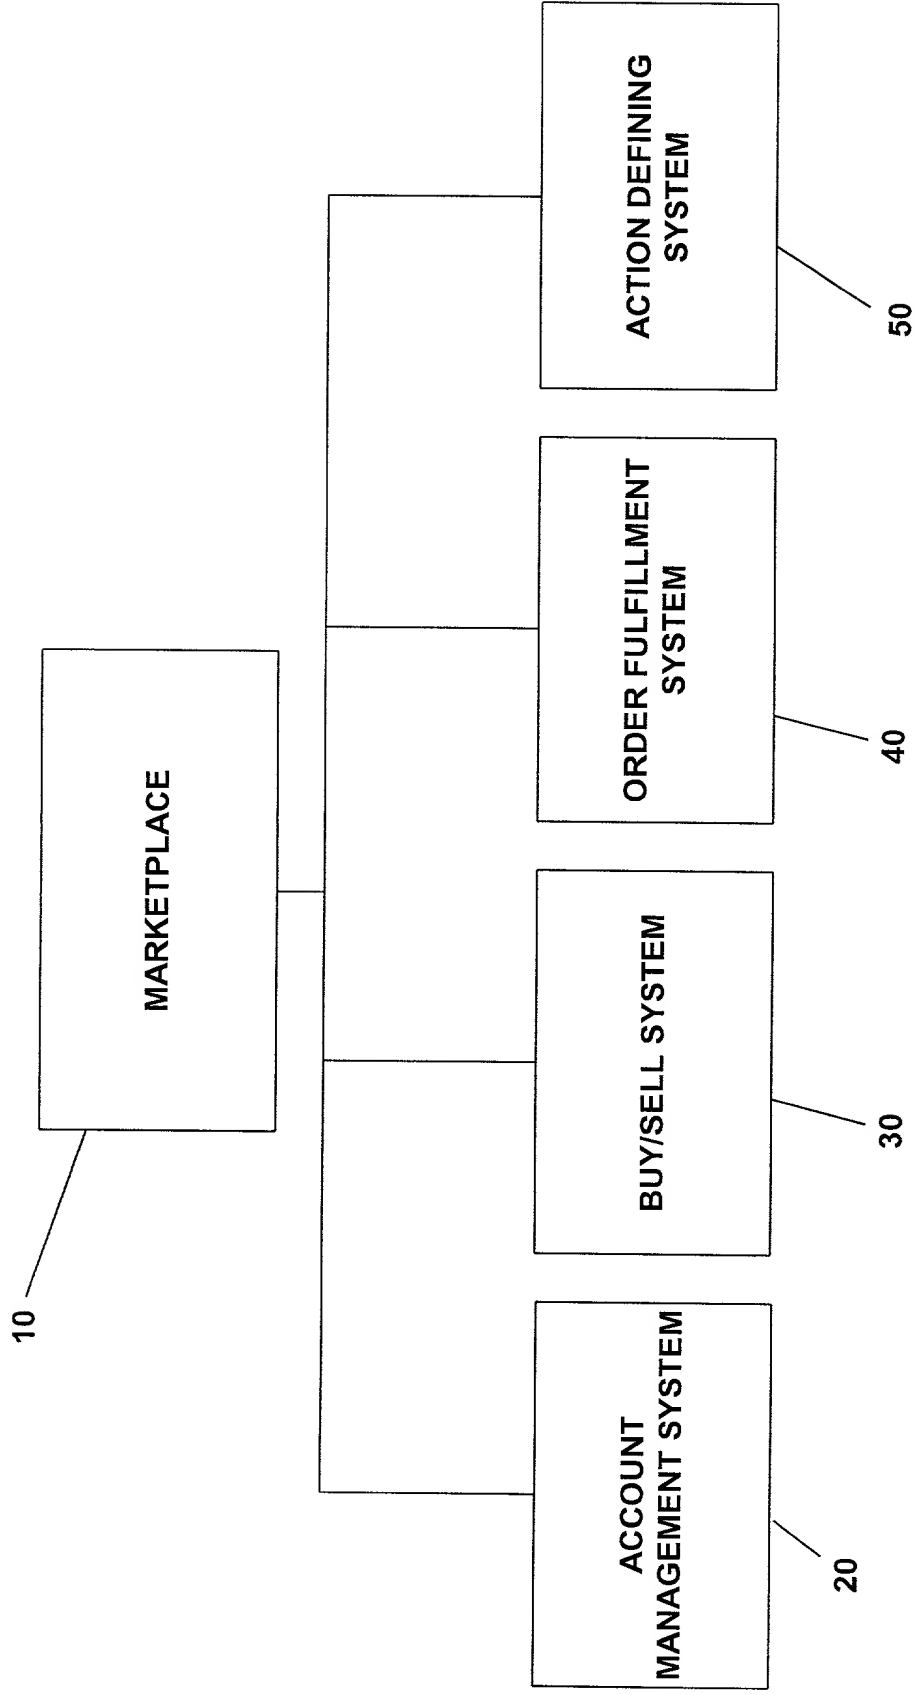 10
MARKETPLACE
ACCOUNT
MANAGEMENT SYSTEM
20
BUY/SELL SYSTEM
30
ORDER FULFILLMENT
SYSTEM
40
ACTION DEFINING
SYSTEM
50